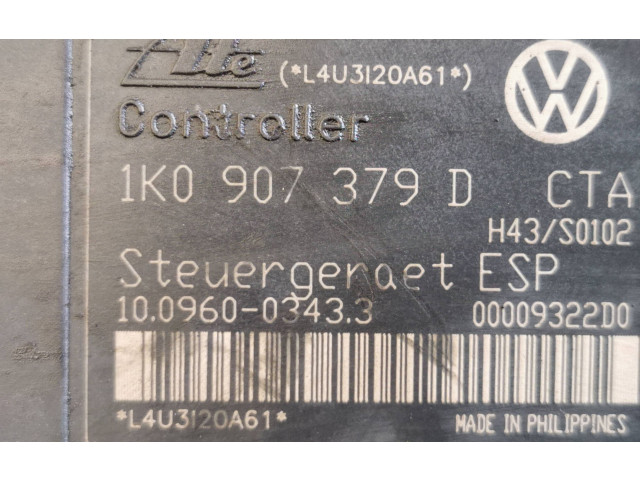 Ate (*L4U3I20A61*)
Controller
1K0 907 379 D CTA
H43/S0102
Steuergeraet ESP
10.0960-0343.3 00009322D0
*L4U3I20A61* MADE IN PHILIPPINES